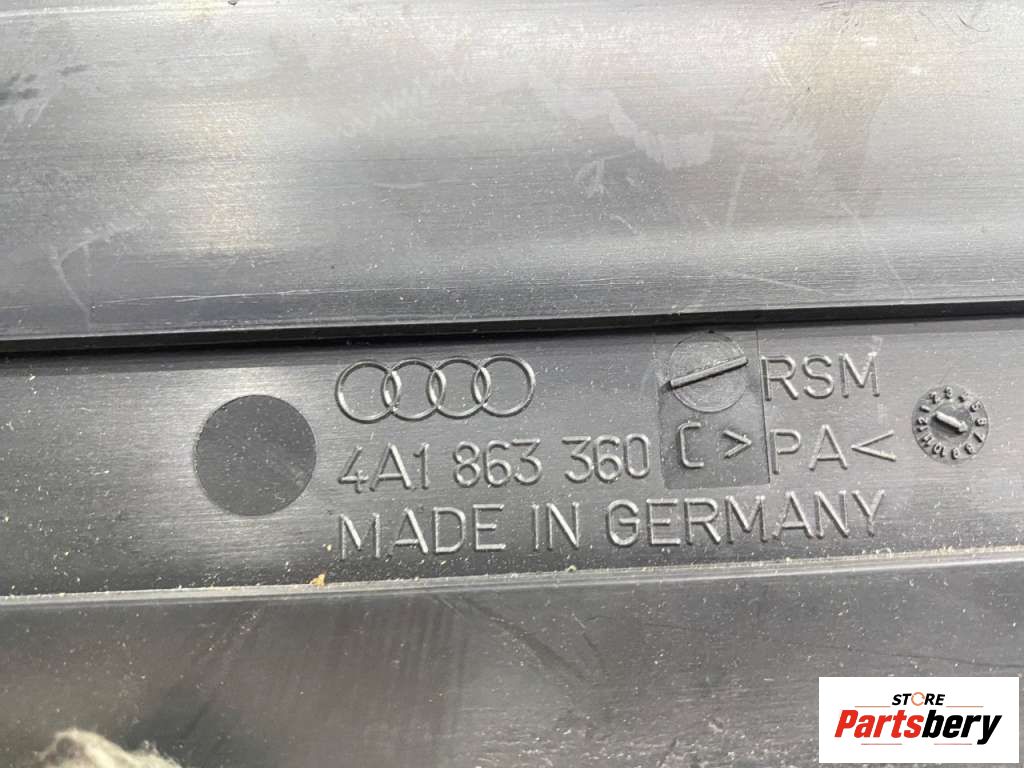 RSM
4A1 863 360 C >PA<
MADE IN GERMANY
STORE
Partsbery